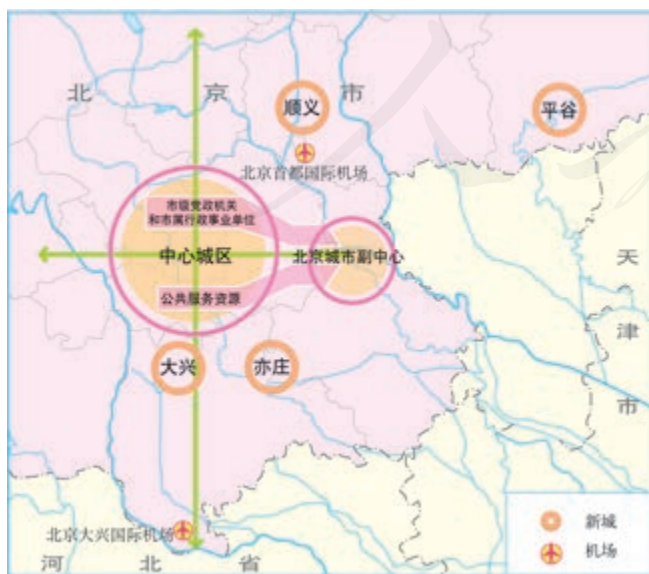 北京市
顺义
平谷
北京首都国际机场
市级党政机关
和市属行政事业单位
中心城区
北京城市副中心
公共服务资源
天津市
大兴
亦庄
北京大兴国际机场
河北省
新城
机场